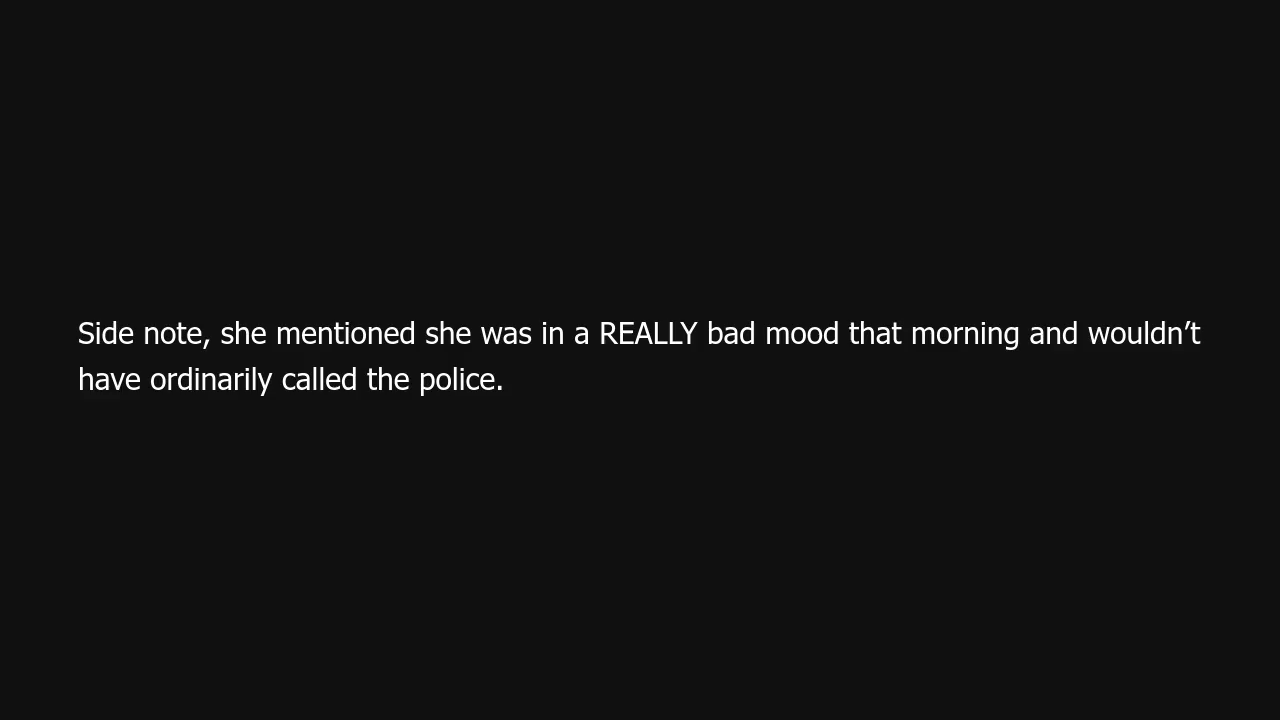 Side note, she mentioned she was in a REALLY bad mood that morning and wouldn’t
have ordinarily called the police.